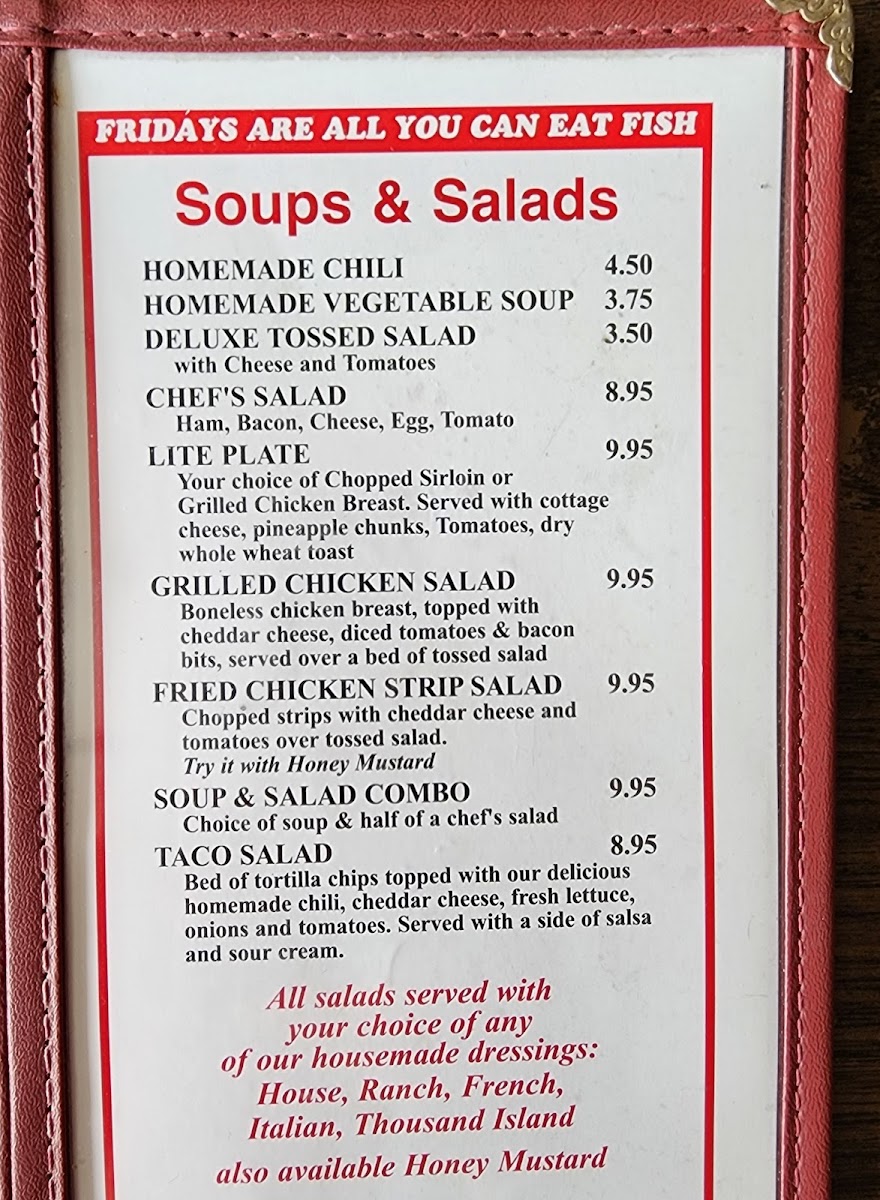 FRIDAYS ARE ALL YOU CAN EAT FISH
Soups & Salads
HOMEMADE CHILI 4.50
HOMEMADE VEGETABLE SOUP 3.75
DELUXE TOSSED SALAD 3.50
with Cheese and Tomatoes
CHEF'S SALAD 8.95
Ham, Bacon, Cheese, Egg, Tomato
LITE PLATE 9.95
Your choice of Chopped Sirloin or
Grilled Chicken Breast. Served with cottage
cheese, pineapple chunks, Tomatoes, dry
whole wheat toast
GRILLED CHICKEN SALAD 9.95
Boneless chicken breast, topped with
cheddar cheese, diced tomatoes & bacon
bits, served over a bed of tossed salad
FRIED CHICKEN STRIP SALAD 9.95
Chopped strips with cheddar cheese and
tomatoes over tossed salad.
Try it with Honey Mustard
SOUP & SALAD COMBO 9.95
Choice of soup & half of a chef's salad
TACO SALAD 8.95
Bed of tortilla chips topped with our delicious
homemade chili, cheddar cheese, fresh lettuce,
onions and tomatoes. Served with a side of salsa
and sour cream.
All salads served with
your choice of any
of our housemade dressings:
House, Ranch, French,
Italian, Thousand Island
also available Honey Mustard